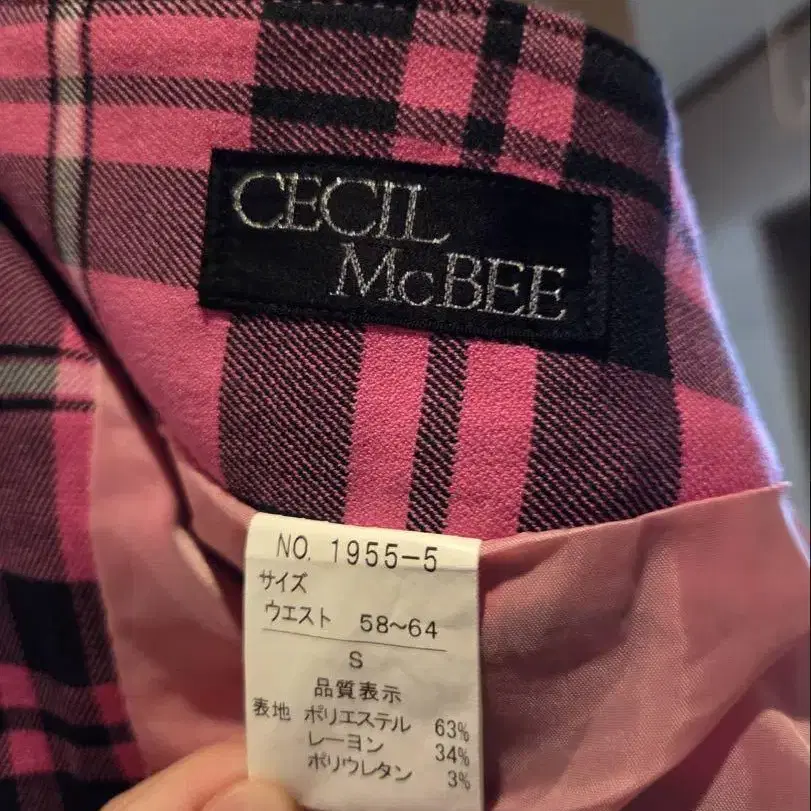 CECIL
McBEE
NO. 1955-5
サイズ
ウエスト 58~64
S
品質表示
表地 ポリエステル 63%
レーヨン 34%
ポリウレタン 3%